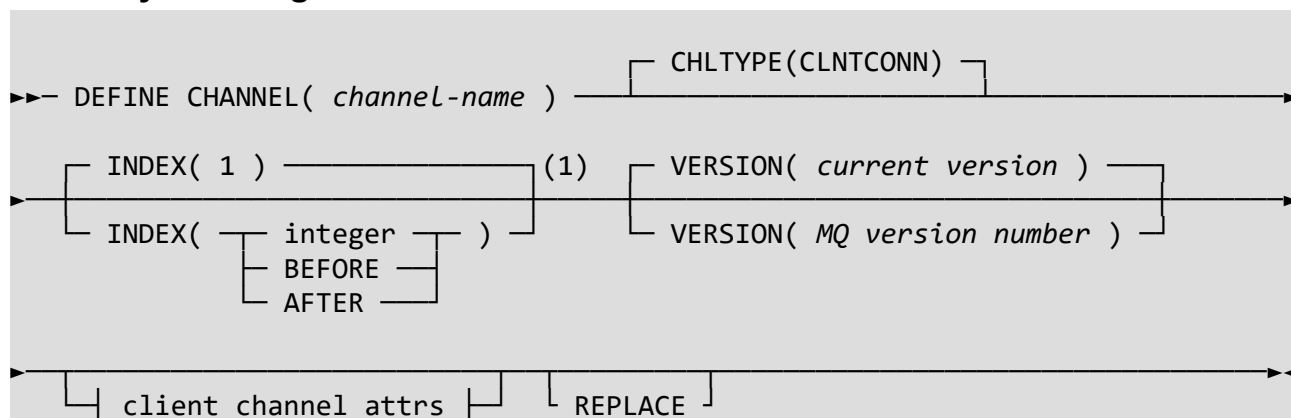 CHLTYPE(CLNTCONN)
DEFINE CHANNEL( channel-name )
INDEX( 1 ) (1) VERSION( current version )
INDEX( integer ) VERSION( MQ version number )
BEFORE
AFTER
client channel attrs REPLACE